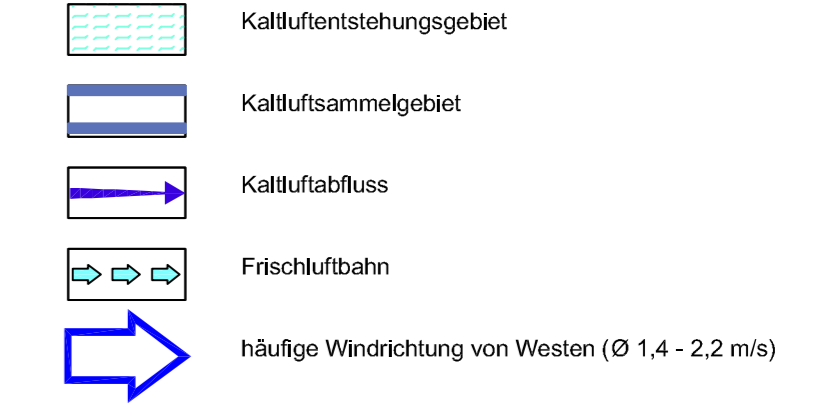 Kaltluftentstehungsgebiet
Kaltluftsammelgebiet
Kaltluftabfluss
Frischluftbahn
häufige Windrichtung von Westen (Ø 1,4 - 2,2 m/s)